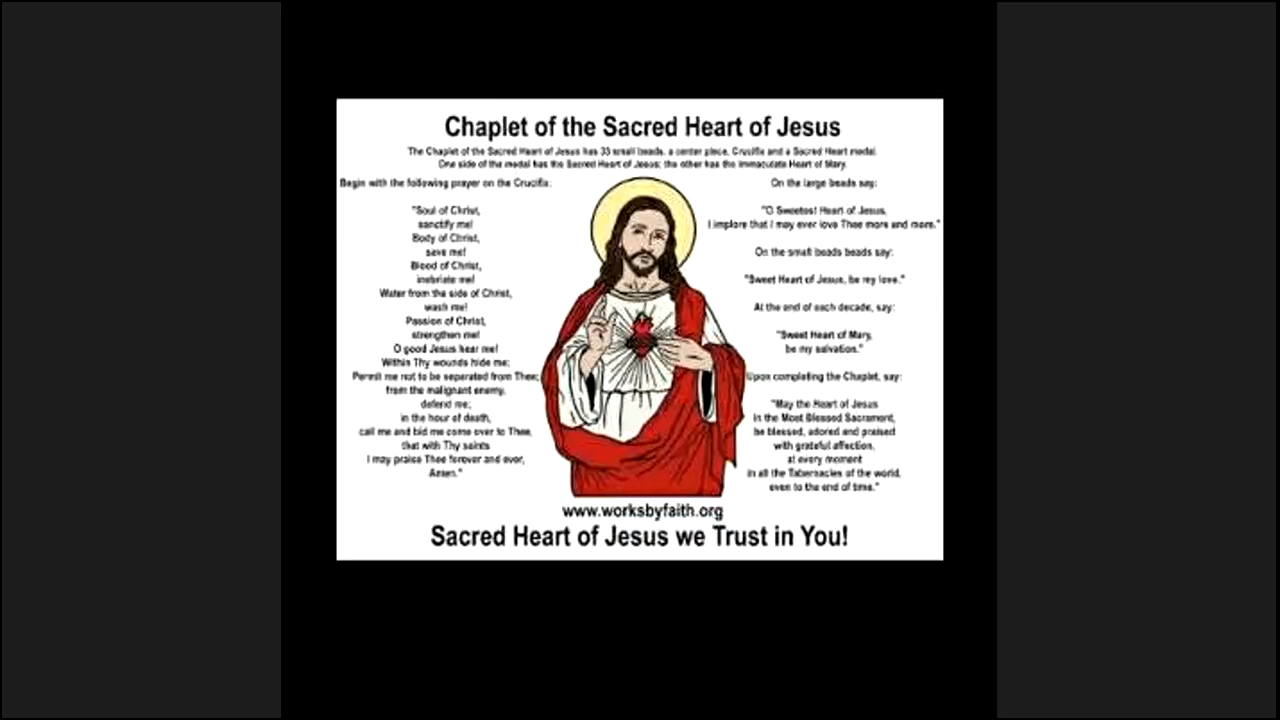 Chaplet of the Sacred Heart of Jesus
The Chaplet of the Sacred Heart of Jesus has 33 small beads, a center piece, Crucifix and a Sacred Heart medal.
One side of the medal has the Sacred Heart of Jesus; the other has the Immaculate Heart of Mary.
Begin with the following prayer on the Crucifix:
"Soul of Christ,
sanctify me!
Body of Christ,
save me!
Blood of Christ,
inebriate me!
Water from the side of Christ,
wash me!
Passion of Christ,
strengthen me!
O good Jesus hear me!
Within Thy wounds hide me;
Permit me not to be separated from Thee;
from the malignant enemy,
defend me;
in the hour of death,
call me and bid me come over to Thee,
that with Thy saints
I may praise Thee forever and ever,
Amen."
On the large beads say:
"O Sweetest Heart of Jesus,
I implore that I may ever love Thee more and more."
On the small beads beads say:
"Sweet Heart of Jesus, be my love."
At the end of each decade, say:
"Sweet Heart of Mary,
be my salvation."
Upon completing the Chaplet, say:
"May the Heart of Jesus
in the Most Blessed Sacrament,
be blessed, adored and praised
with grateful affection,
at every moment
in all the Tabernacles of the world,
even to the end of time."
www.worksbyfaith.org
Sacred Heart of Jesus we Trust in You!